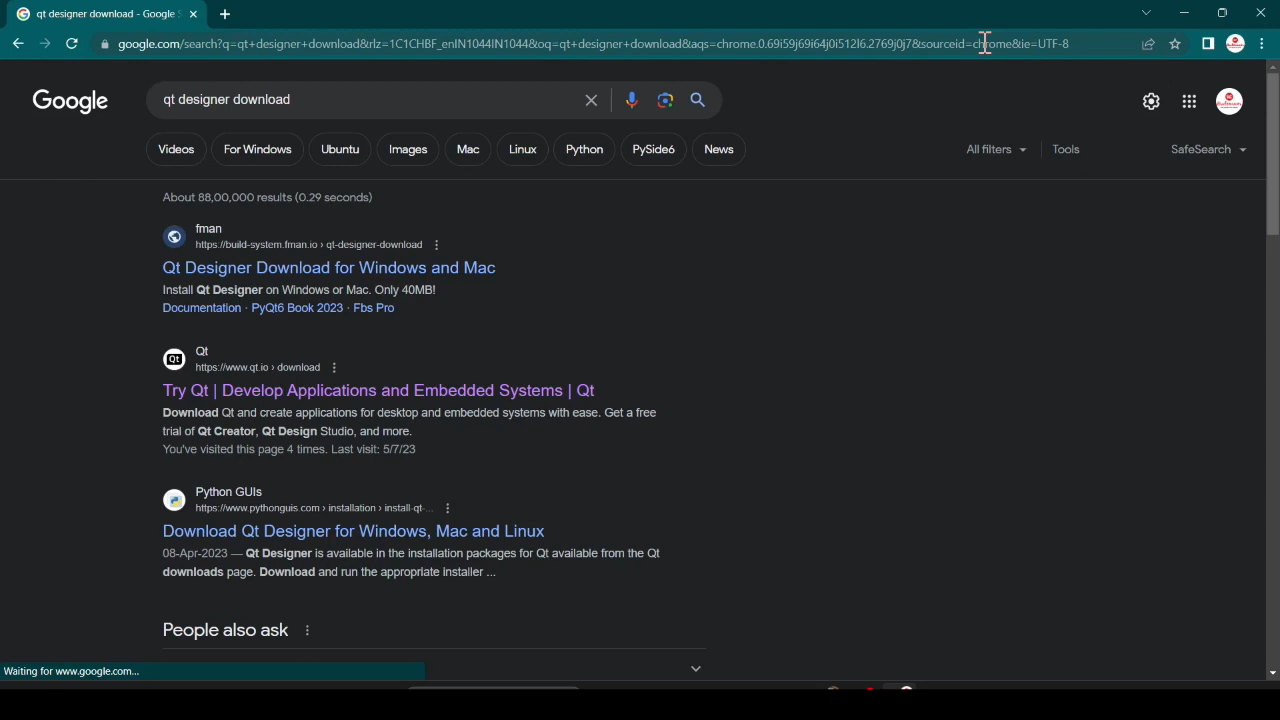 qt designer download - Google S
google.com/search?q=qt+designer+download&rlz=1C1CHBF_enIN1044IN1044&oq=qt+designer+download&aqs=chrome.0.69i59j69i64j0i512l6.2769j0j7&sourceid=chrome&ie=UTF-8
Google
qt designer download
Videos
For Windows
Ubuntu
Images
Mac
Linux
Python
PySide6
News
All filters
Tools
SafeSearch
About 88,00,000 results (0.29 seconds)
fman
https://build-system.fman.io › qt-designer-download
Qt Designer Download for Windows and Mac
Install Qt Designer on Windows or Mac. Only 40MB!
Documentation · PyQt6 Book 2023 · Fbs Pro
Qt
Qt
https://www.qt.io › download
Try Qt | Develop Applications and Embedded Systems | Qt
Download Qt and create applications for desktop and embedded systems with ease. Get a free
trial of Qt Creator, Qt Design Studio, and more.
You've visited this page 4 times. Last visit: 5/7/23
Python GUIs
https://www.pythonguis.com › installation › install-qt-...
Download Qt Designer for Windows, Mac and Linux
08-Apr-2023 — Qt Designer is available in the installation packages for Qt available from the Qt
downloads page. Download and run the appropriate installer ...
People also ask
Waiting for www.google.com...